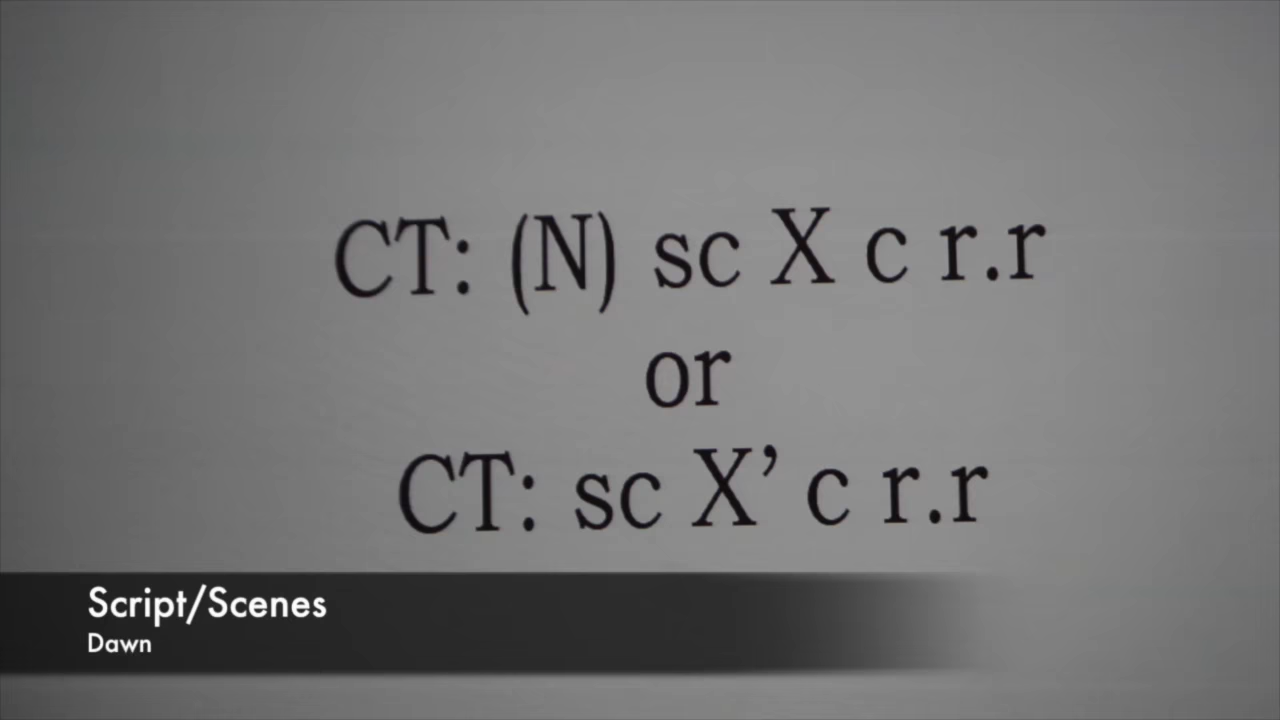 CT: (N) sc X c r.r
or
CT: sc X’ c r.r
Script/Scenes
Dawn